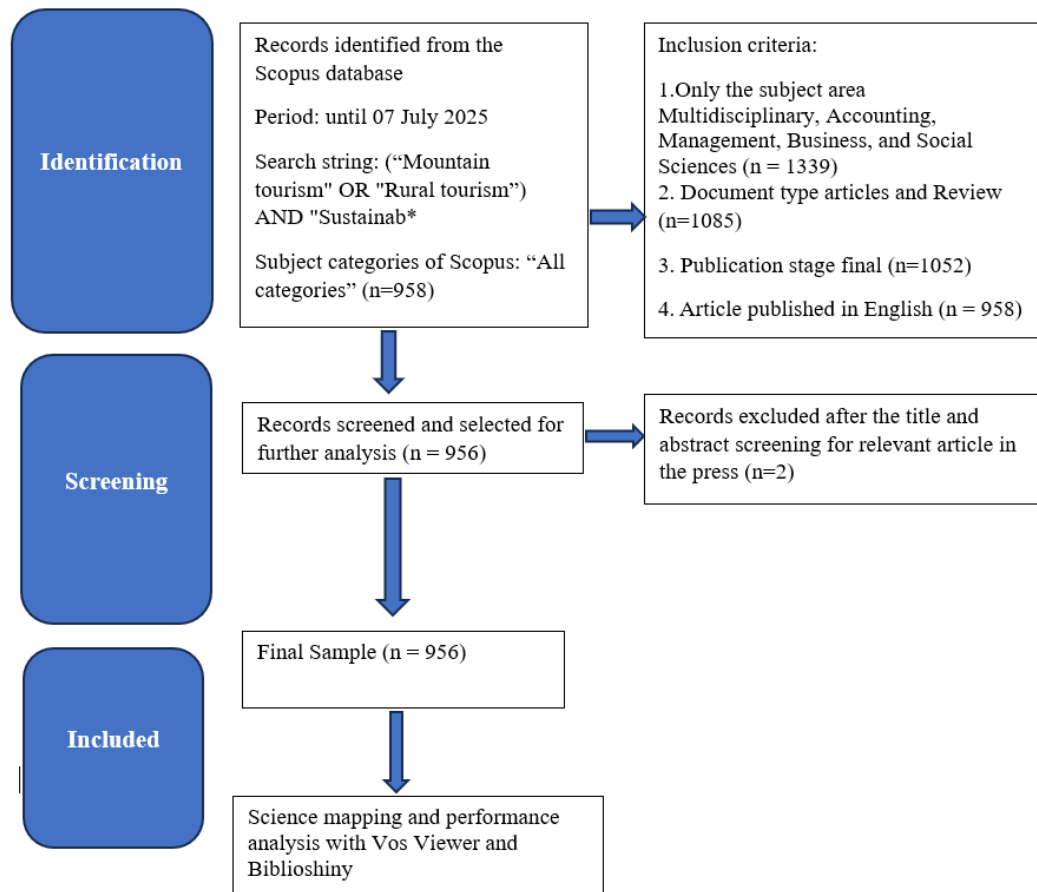 Identification
Records identified from the
Scopus database
Period: until 07 July 2025
Search string: (“Mountain
tourism" OR "Rural tourism”)
AND "Sustainab*
Subject categories of Scopus: “All
categories” (n=958)
Inclusion criteria:
1.Only the subject area
Multidisciplinary, Accounting,
Management, Business, and Social
Sciences (n = 1339)
2. Document type articles and Review
(n=1085)
3. Publication stage final (n=1052)
4. Article published in English (n = 958)
Screening
Records screened and selected for
further analysis (n = 956)
Records excluded after the title and
abstract screening for relevant article in
the press (n=2)
Included
Final Sample (n = 956)
Science mapping and performance
analysis with Vos Viewer and
Biblioshiny